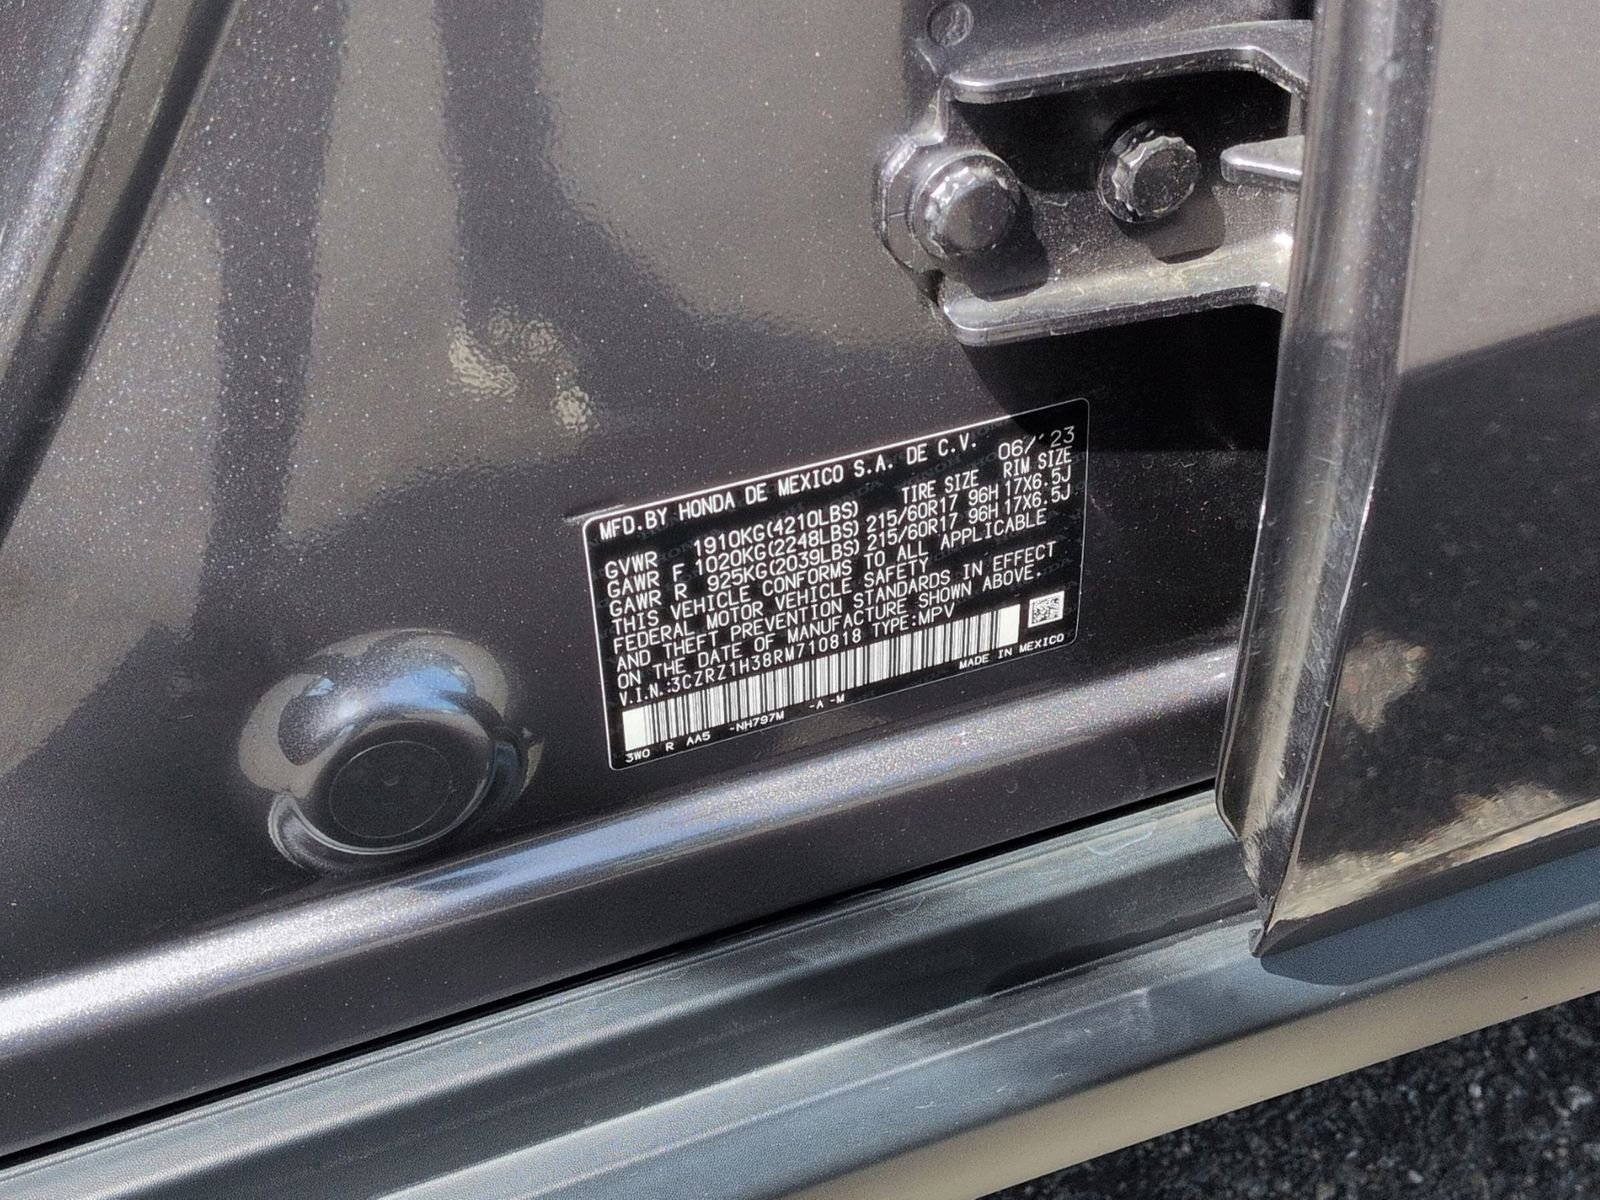 MFD.BY HONDA DE MEXICO S.A. DE C.V. 06/'23
TIRE SIZE RIM SIZE
GVWR 1910KG(4210LBS)
GAWR F 1020KG(2248LBS) 215/60R17 96H 17X6.5J
GAWR R 925KG(2039LBS) 215/60R17 96H 17X6.5J
THIS VEHICLE CONFORMS TO ALL APPLICABLE
FEDERAL MOTOR VEHICLE SAFETY
AND THEFT PREVENTION STANDARDS IN EFFECT
ON THE DATE OF MANUFACTURE SHOWN ABOVE.
V.I.N.:3CZRZ1H38RM710818 TYPE:MPV
3W0 R AA5 -NH797M -A -M MADE IN MEXICO